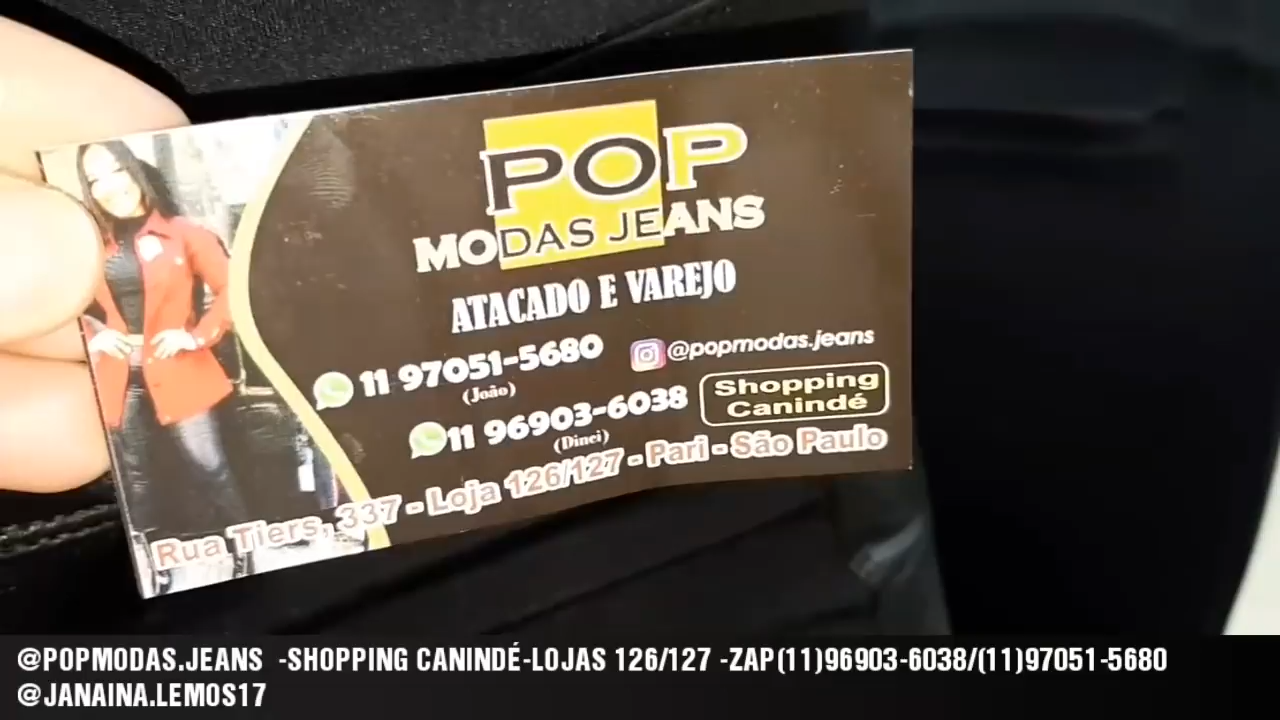 POP
MODAS JEANS
ATACADO E VAREJO
11 97051-5680
(João)
@popmodas.jeans
11 96903-6038
(Dinei)
Shopping
Canindé
Rua Tiers, 337 - Loja 126/127 - Pari - São Paulo
@POPMODAS.JEANS -SHOPPING CANINDÉ-LOJAS 126/127 -ZAP(11)96903-6038/(11)97051-5680
@JANAINA.LEMOS17